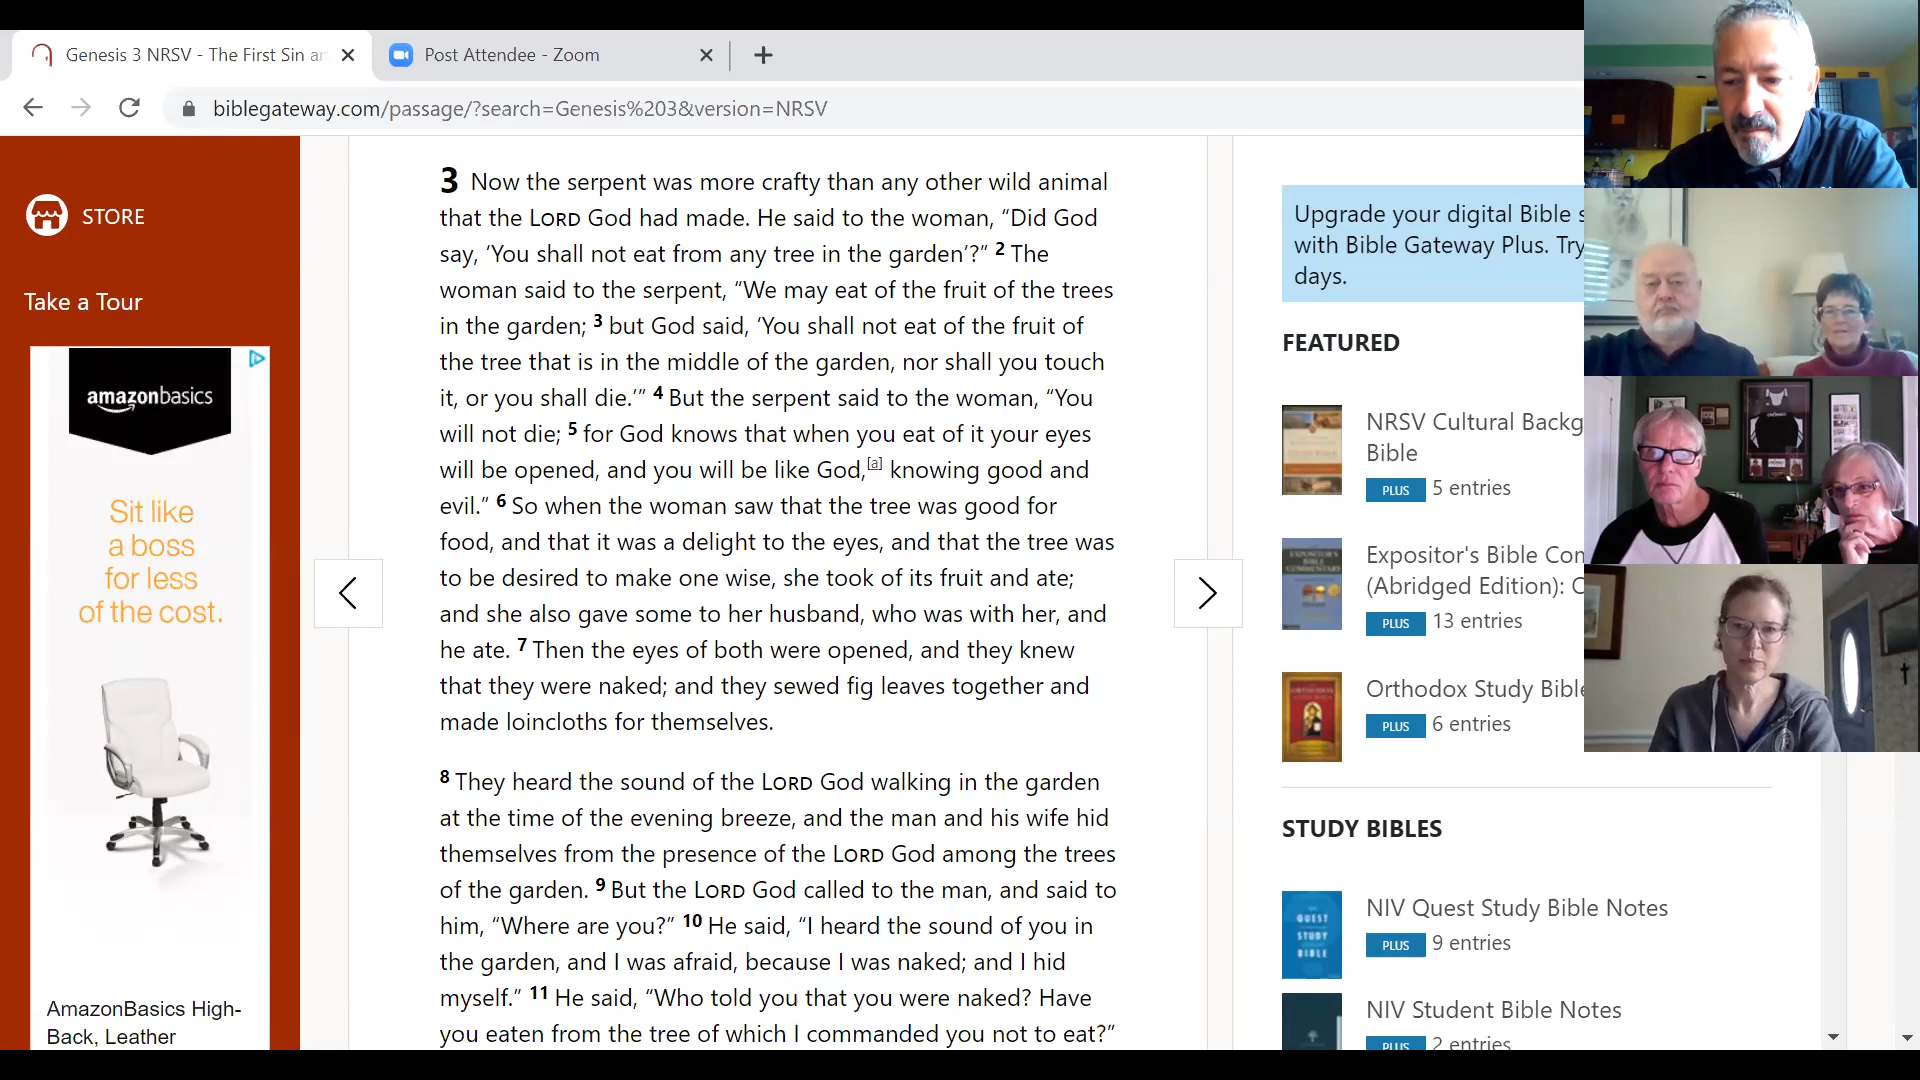 Genesis 3 NRSV - The First Sin an
Post Attendee - Zoom
biblegateway.com/passage/?search=Genesis%203&version=NRSV
STORE
Take a Tour
amazonbasics
Sit like
a boss
for less
of the cost.
AmazonBasics High-
Back, Leather
3 Now the serpent was more crafty than any other wild animal
that the LORD God had made. He said to the woman, “Did God
say, ‘You shall not eat from any tree in the garden’?” 2 The
woman said to the serpent, “We may eat of the fruit of the trees
in the garden; 3 but God said, ‘You shall not eat of the fruit of
the tree that is in the middle of the garden, nor shall you touch
it, or you shall die.’” 4 But the serpent said to the woman, “You
will not die; 5 for God knows that when you eat of it your eyes
will be opened, and you will be like God,[a] knowing good and
evil.” 6 So when the woman saw that the tree was good for
food, and that it was a delight to the eyes, and that the tree was
to be desired to make one wise, she took of its fruit and ate;
and she also gave some to her husband, who was with her, and
he ate. 7 Then the eyes of both were opened, and they knew
that they were naked; and they sewed fig leaves together and
made loincloths for themselves.
8 They heard the sound of the LORD God walking in the garden
at the time of the evening breeze, and the man and his wife hid
themselves from the presence of the LORD God among the trees
of the garden. 9 But the LORD God called to the man, and said to
him, “Where are you?” 10 He said, “I heard the sound of you in
the garden, and I was afraid, because I was naked; and I hid
myself.” 11 He said, “Who told you that you were naked? Have
you eaten from the tree of which I commanded you not to eat?”
Upgrade your digital Bible s
with Bible Gateway Plus. Try
days.
FEATURED
NRSV Cultural Backg
Bible
PLUS 5 entries
EXPOSITOR'S
BIBLE
COMMENTARY
Expositor's Bible Com
(Abridged Edition): O
PLUS 13 entries
Orthodox Study Bible
PLUS 6 entries
STUDY BIBLES
QUEST
STUDY
BIBLE
NIV Quest Study Bible Notes
PLUS 9 entries
NIV Student Bible Notes
PLUS 2 entries